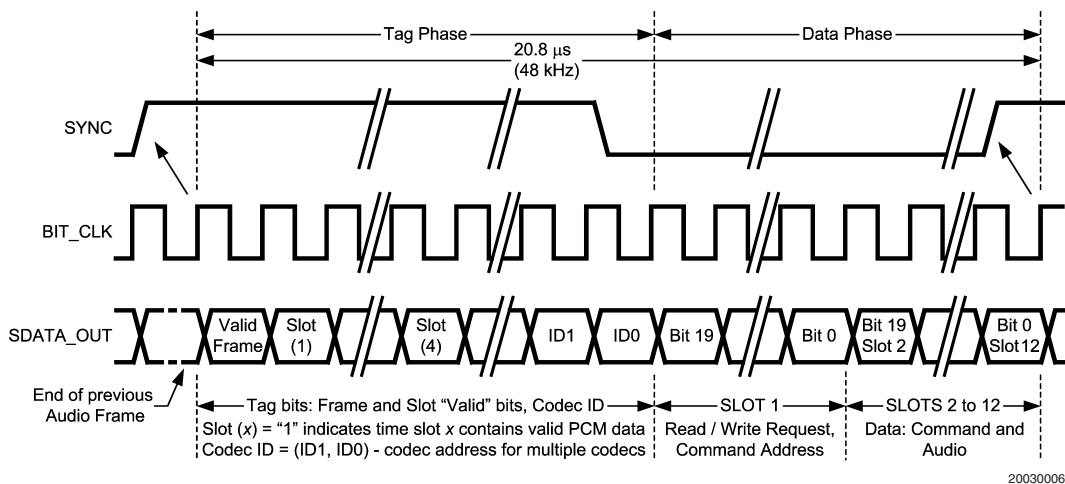 Tag Phase
Data Phase
20.8 μs
(48 kHz)
SYNC
BIT_CLK
SDATA_OUT
Valid
Frame
Slot
(1)
Slot
(4)
ID1
ID0
Bit 19
Bit 0
Bit 19
Slot 2
Bit 0
Slot 12
End of previous
Audio Frame
Tag bits: Frame and Slot “Valid” bits, Codec ID
Slot (x) = “1” indicates time slot x contains valid PCM data
Codec ID = (ID1, ID0) - codec address for multiple codecs
SLOT 1
Read / Write Request,
Command Address
SLOTS 2 to 12
Data: Command and
Audio
20030006